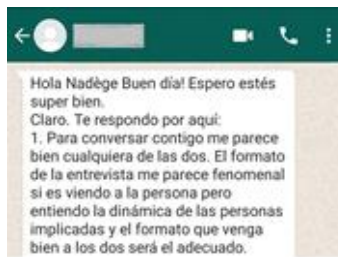 Hola Nadège Buen día! Espero estés
super bien.
Claro. Te respondo por aquí:
1. Para conversar contigo me parece
bien cualquiera de las dos. El formato
de la entrevista me parece fenomenal
si es viendo a la persona pero
entiendo la dinámica de las personas
implicadas y el formato que venga
bien a los dos será el adecuado.